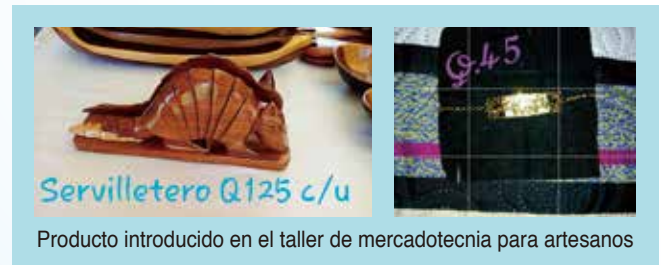 Servilletero Q125 c/u
Q.45
Producto introducido en el taller de mercadotecnia para artesanos